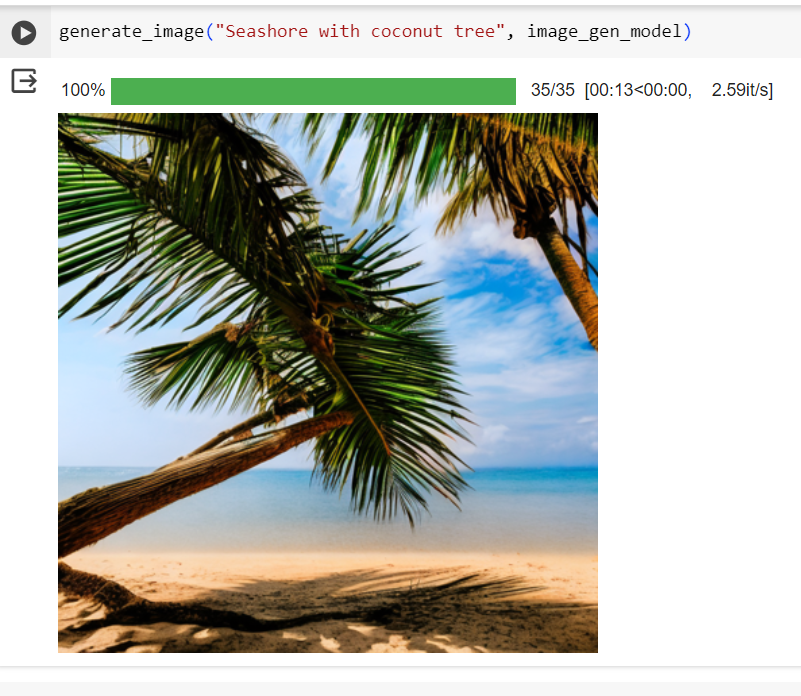 generate_image("Seashore with coconut tree", image_gen_model)
100% 35/35 [00:13<00:00, 2.59it/s]